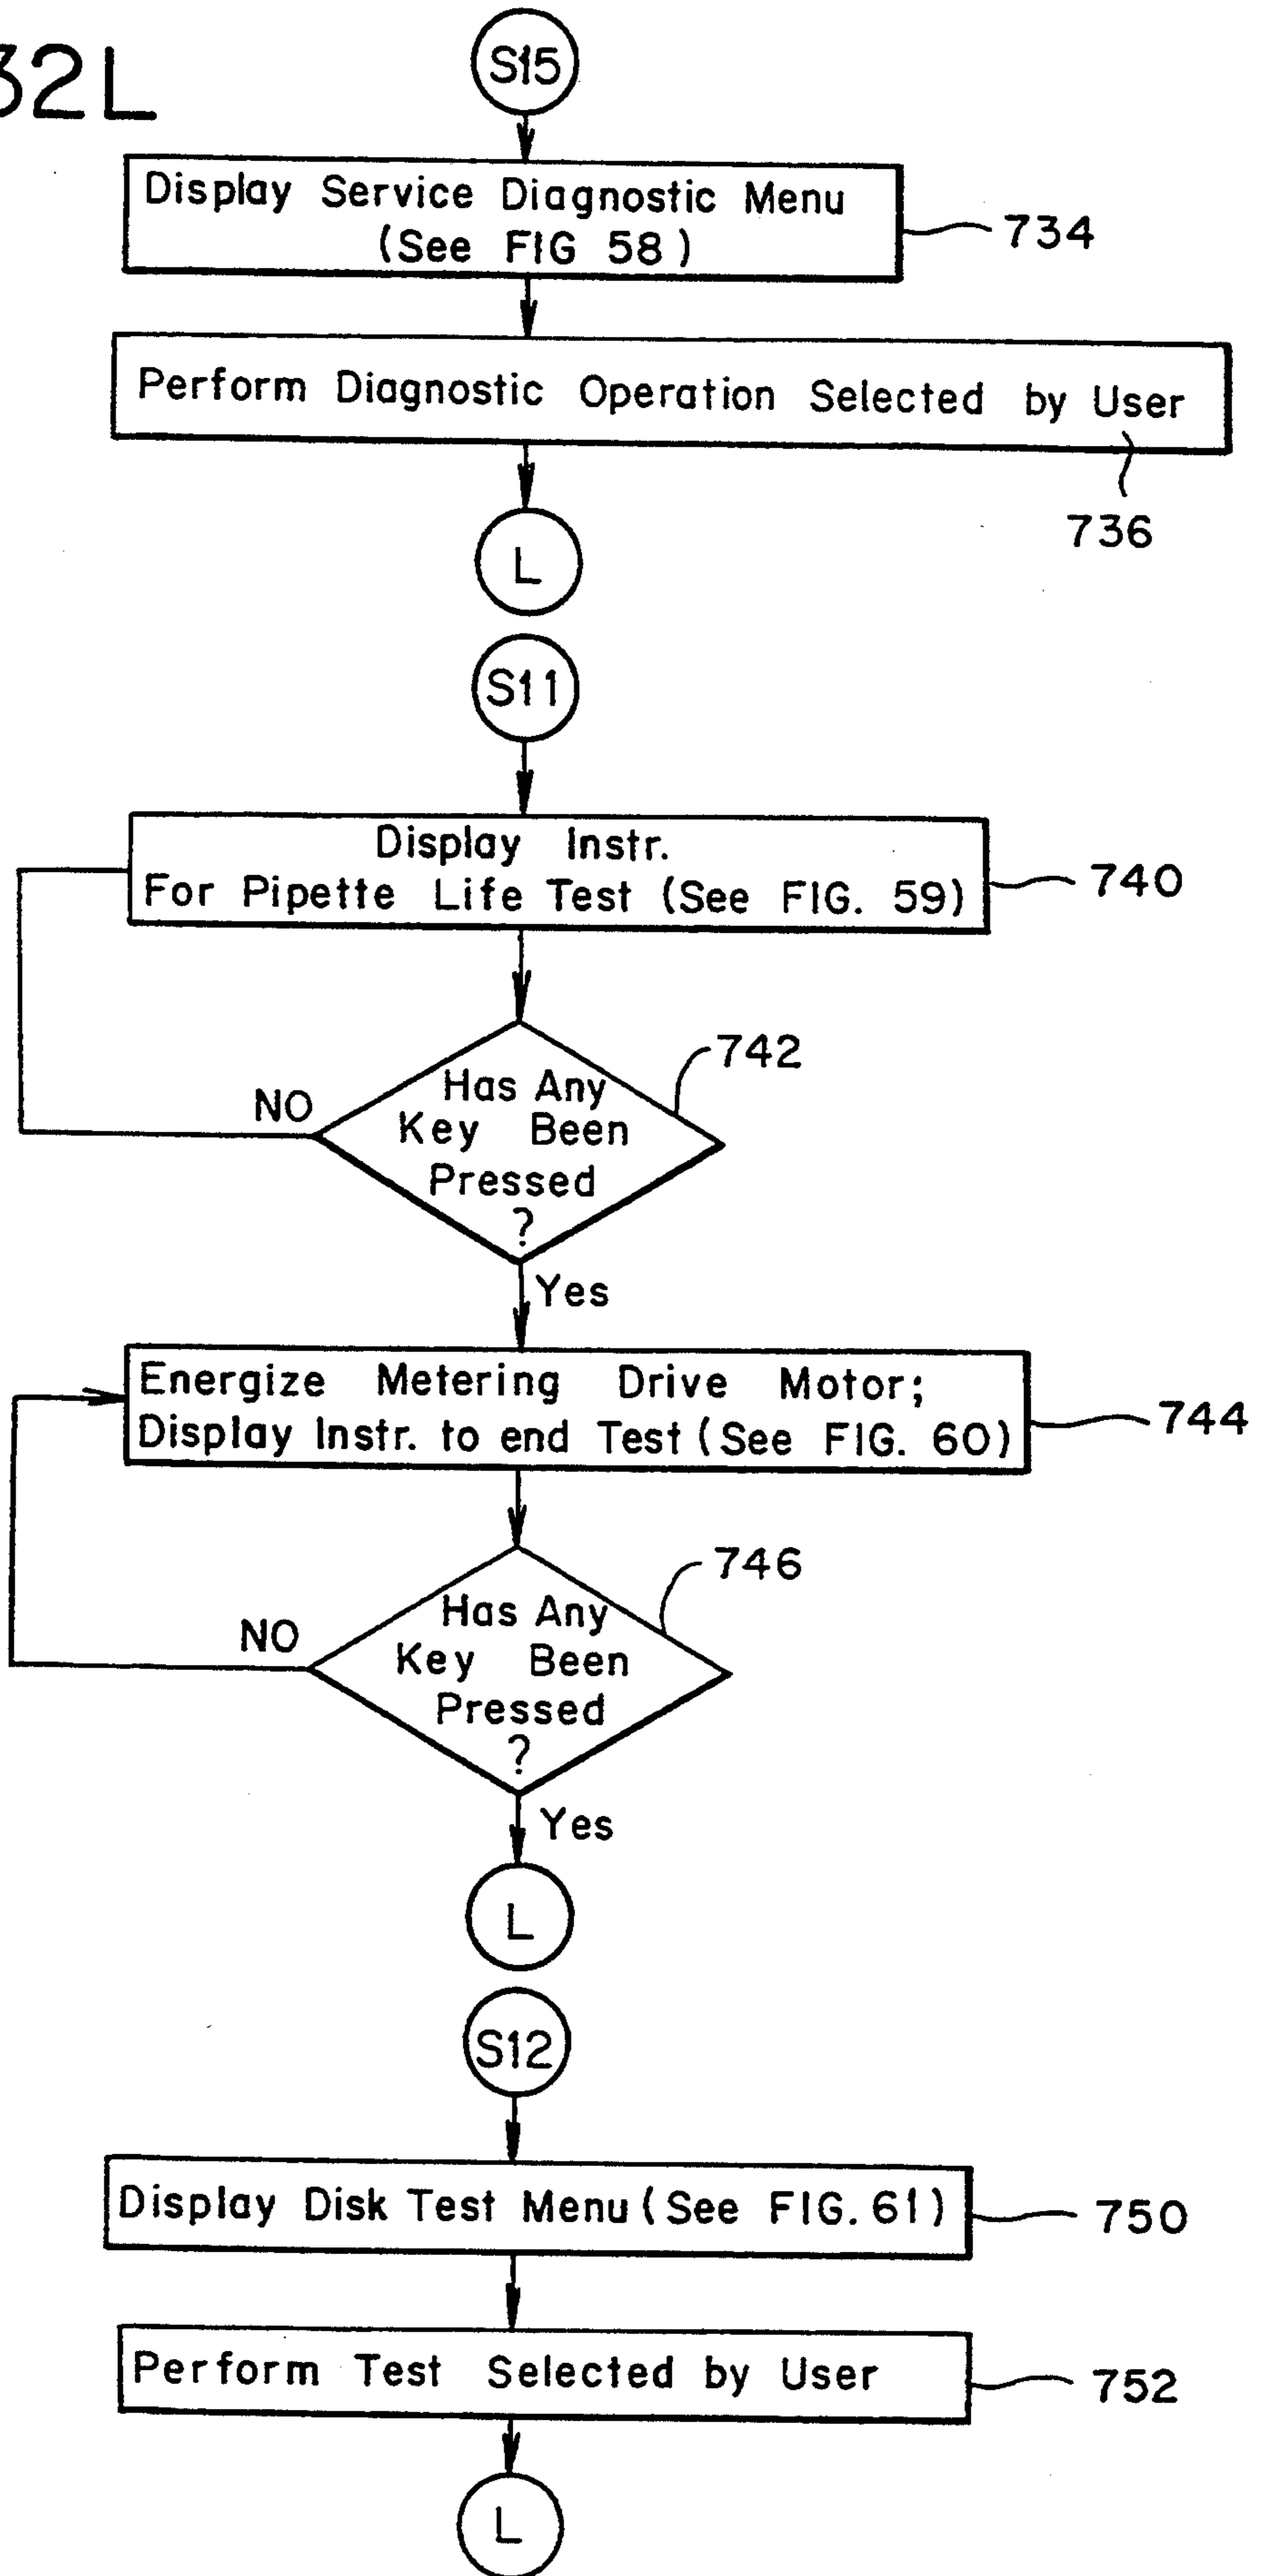 32L
S15
Display Service Diagnostic Menu
(See FIG 58)
734
Perform Diagnostic Operation Selected by User
736
L
S11
Display Instr.
For Pipette Life Test (See FIG. 59)
740
742
Has Any
Key Been
Pressed
?
NO
Yes
Energize Metering Drive Motor;
Display Instr. to end Test (See FIG. 60)
744
746
Has Any
Key Been
Pressed
?
NO
Yes
L
S12
Display Disk Test Menu (See FIG. 61)
750
Perform Test Selected by User
752
L